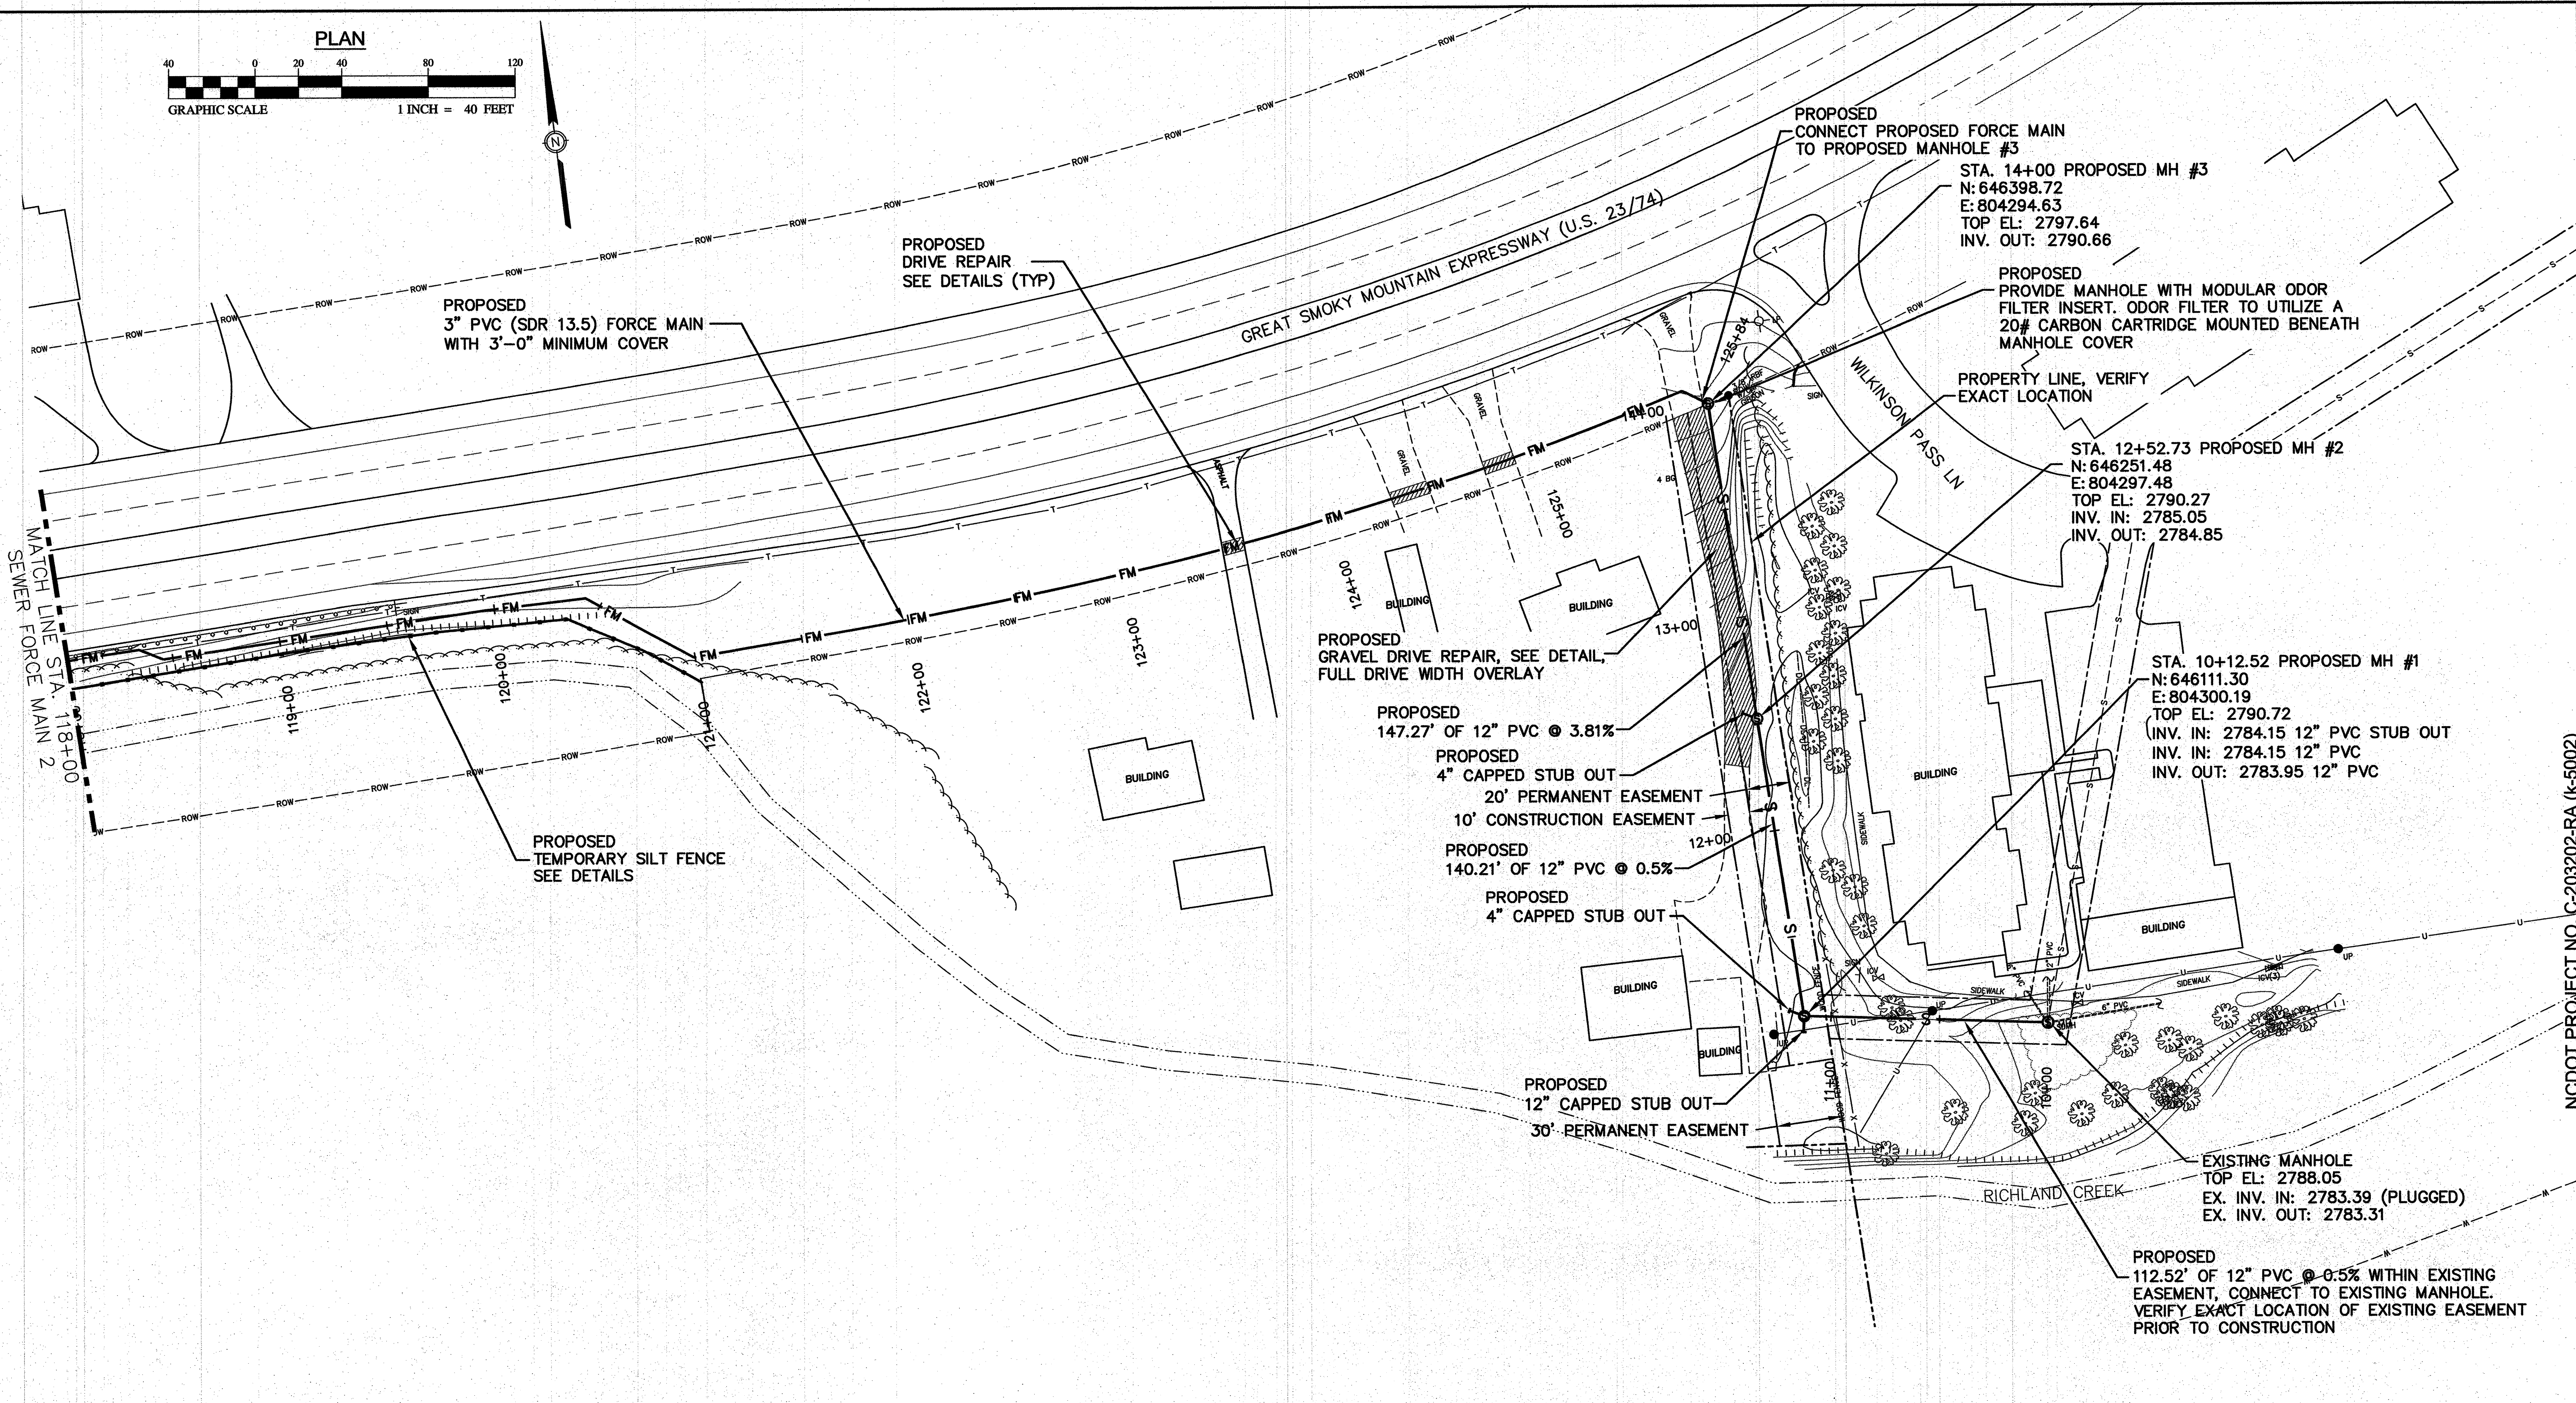 PLAN
40 0 20 40 80 120
GRAPHIC SCALE 1 INCH = 40 FEET
N
PROPOSED
CONNECT PROPOSED FORCE MAIN
TO PROPOSED MANHOLE #3
STA. 14+00 PROPOSED MH #3
N: 646398.72
E: 804294.63
TOP EL: 2797.64
INV. OUT: 2790.66
PROPOSED
PROVIDE MANHOLE WITH MODULAR ODOR
FILTER INSERT. ODOR FILTER TO UTILIZE A
20# CARBON CARTRIDGE MOUNTED BENEATH
MANHOLE COVER
PROPERTY LINE, VERIFY
EXACT LOCATION
STA. 12+52.73 PROPOSED MH #2
N: 646251.48
E: 804297.48
TOP EL: 2790.27
INV. IN: 2785.05
INV. OUT: 2784.85
STA. 10+12.52 PROPOSED MH #1
N: 646111.30
E: 804300.19
TOP EL: 2790.72
INV. IN: 2784.15 12" PVC STUB OUT
INV. IN: 2784.15 12" PVC
INV. OUT: 2783.95 12" PVC
PROPOSED
DRIVE REPAIR
SEE DETAILS (TYP)
PROPOSED
3" PVC (SDR 13.5) FORCE MAIN
WITH 3'-0" MINIMUM COVER
GREAT SMOKY MOUNTAIN EXPRESSWAY (U.S. 23/74)
WILKINSON PASS LN
MATCH LINE STA. 118+00
SEWER FORCE MAIN 2
119+00
120+00
121+00
122+00
123+00
124+00
125+00
125+84
14+00
13+00
12+00
11+00
10+00
ASPHALT
GRAVEL
GRAVEL
GRAVEL
4 BG
SIGN
SIGN
BUILDING
BUILDING
BUILDING
BUILDING
BUILDING
BUILDING
BUILDING
SIDEWALK
SIDEWALK
SIDEWALK
PROPOSED
GRAVEL DRIVE REPAIR, SEE DETAIL,
FULL DRIVE WIDTH OVERLAY
PROPOSED
147.27' OF 12" PVC @ 3.81%
PROPOSED
4" CAPPED STUB OUT
20' PERMANENT EASEMENT
10' CONSTRUCTION EASEMENT
PROPOSED
140.21' OF 12" PVC @ 0.5%
PROPOSED
4" CAPPED STUB OUT
PROPOSED
12" CAPPED STUB OUT
30' PERMANENT EASEMENT
PROPOSED
TEMPORARY SILT FENCE
SEE DETAILS
UP
UP
6" PVC
RICHLAND CREEK
EXISTING MANHOLE
TOP EL: 2788.05
EX. INV. IN: 2783.39 (PLUGGED)
EX. INV. OUT: 2783.31
PROPOSED
112.52' OF 12" PVC @ 0.5% WITHIN EXISTING
EASEMENT, CONNECT TO EXISTING MANHOLE.
VERIFY EXACT LOCATION OF EXISTING EASEMENT
PRIOR TO CONSTRUCTION
NCDOT PROJECT NO. C-203202-RA (k-5002)